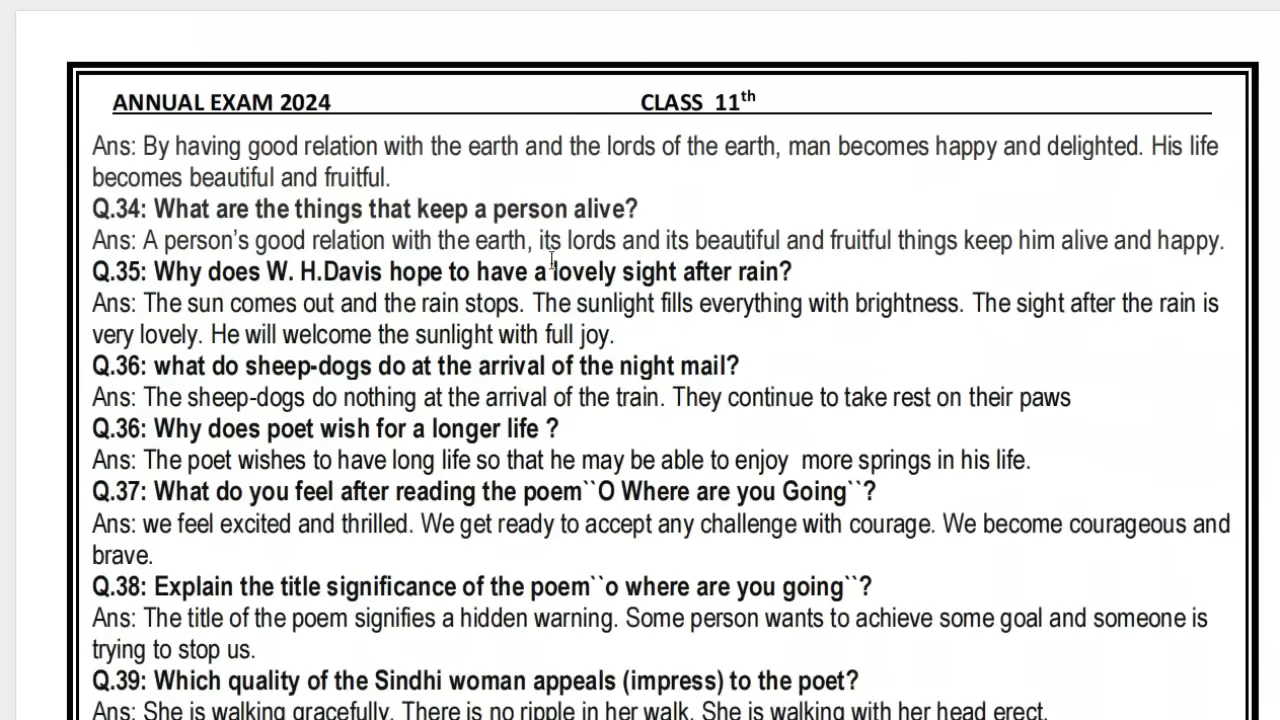 ANNUAL EXAM 2024 CLASS 11th
Ans: By having good relation with the earth and the lords of the earth, man becomes happy and delighted. His life
becomes beautiful and fruitful.
Q.34: What are the things that keep a person alive?
Ans: A person’s good relation with the earth, its lords and its beautiful and fruitful things keep him alive and happy.
Q.35: Why does W. H.Davis hope to have a lovely sight after rain?
Ans: The sun comes out and the rain stops. The sunlight fills everything with brightness. The sight after the rain is
very lovely. He will welcome the sunlight with full joy.
Q.36: what do sheep-dogs do at the arrival of the night mail?
Ans: The sheep-dogs do nothing at the arrival of the train. They continue to take rest on their paws
Q.36: Why does poet wish for a longer life ?
Ans: The poet wishes to have long life so that he may be able to enjoy  more springs in his life.
Q.37: What do you feel after reading the poem``O Where are you Going``?
Ans: we feel excited and thrilled. We get ready to accept any challenge with courage. We become courageous and
brave.
Q.38: Explain the title significance of the poem``o where are you going``?
Ans: The title of the poem signifies a hidden warning. Some person wants to achieve some goal and someone is
trying to stop us.
Q.39: Which quality of the Sindhi woman appeals (impress) to the poet?
Ans: She is walking gracefully. There is no ripple in her walk. She is walking with her head erect.